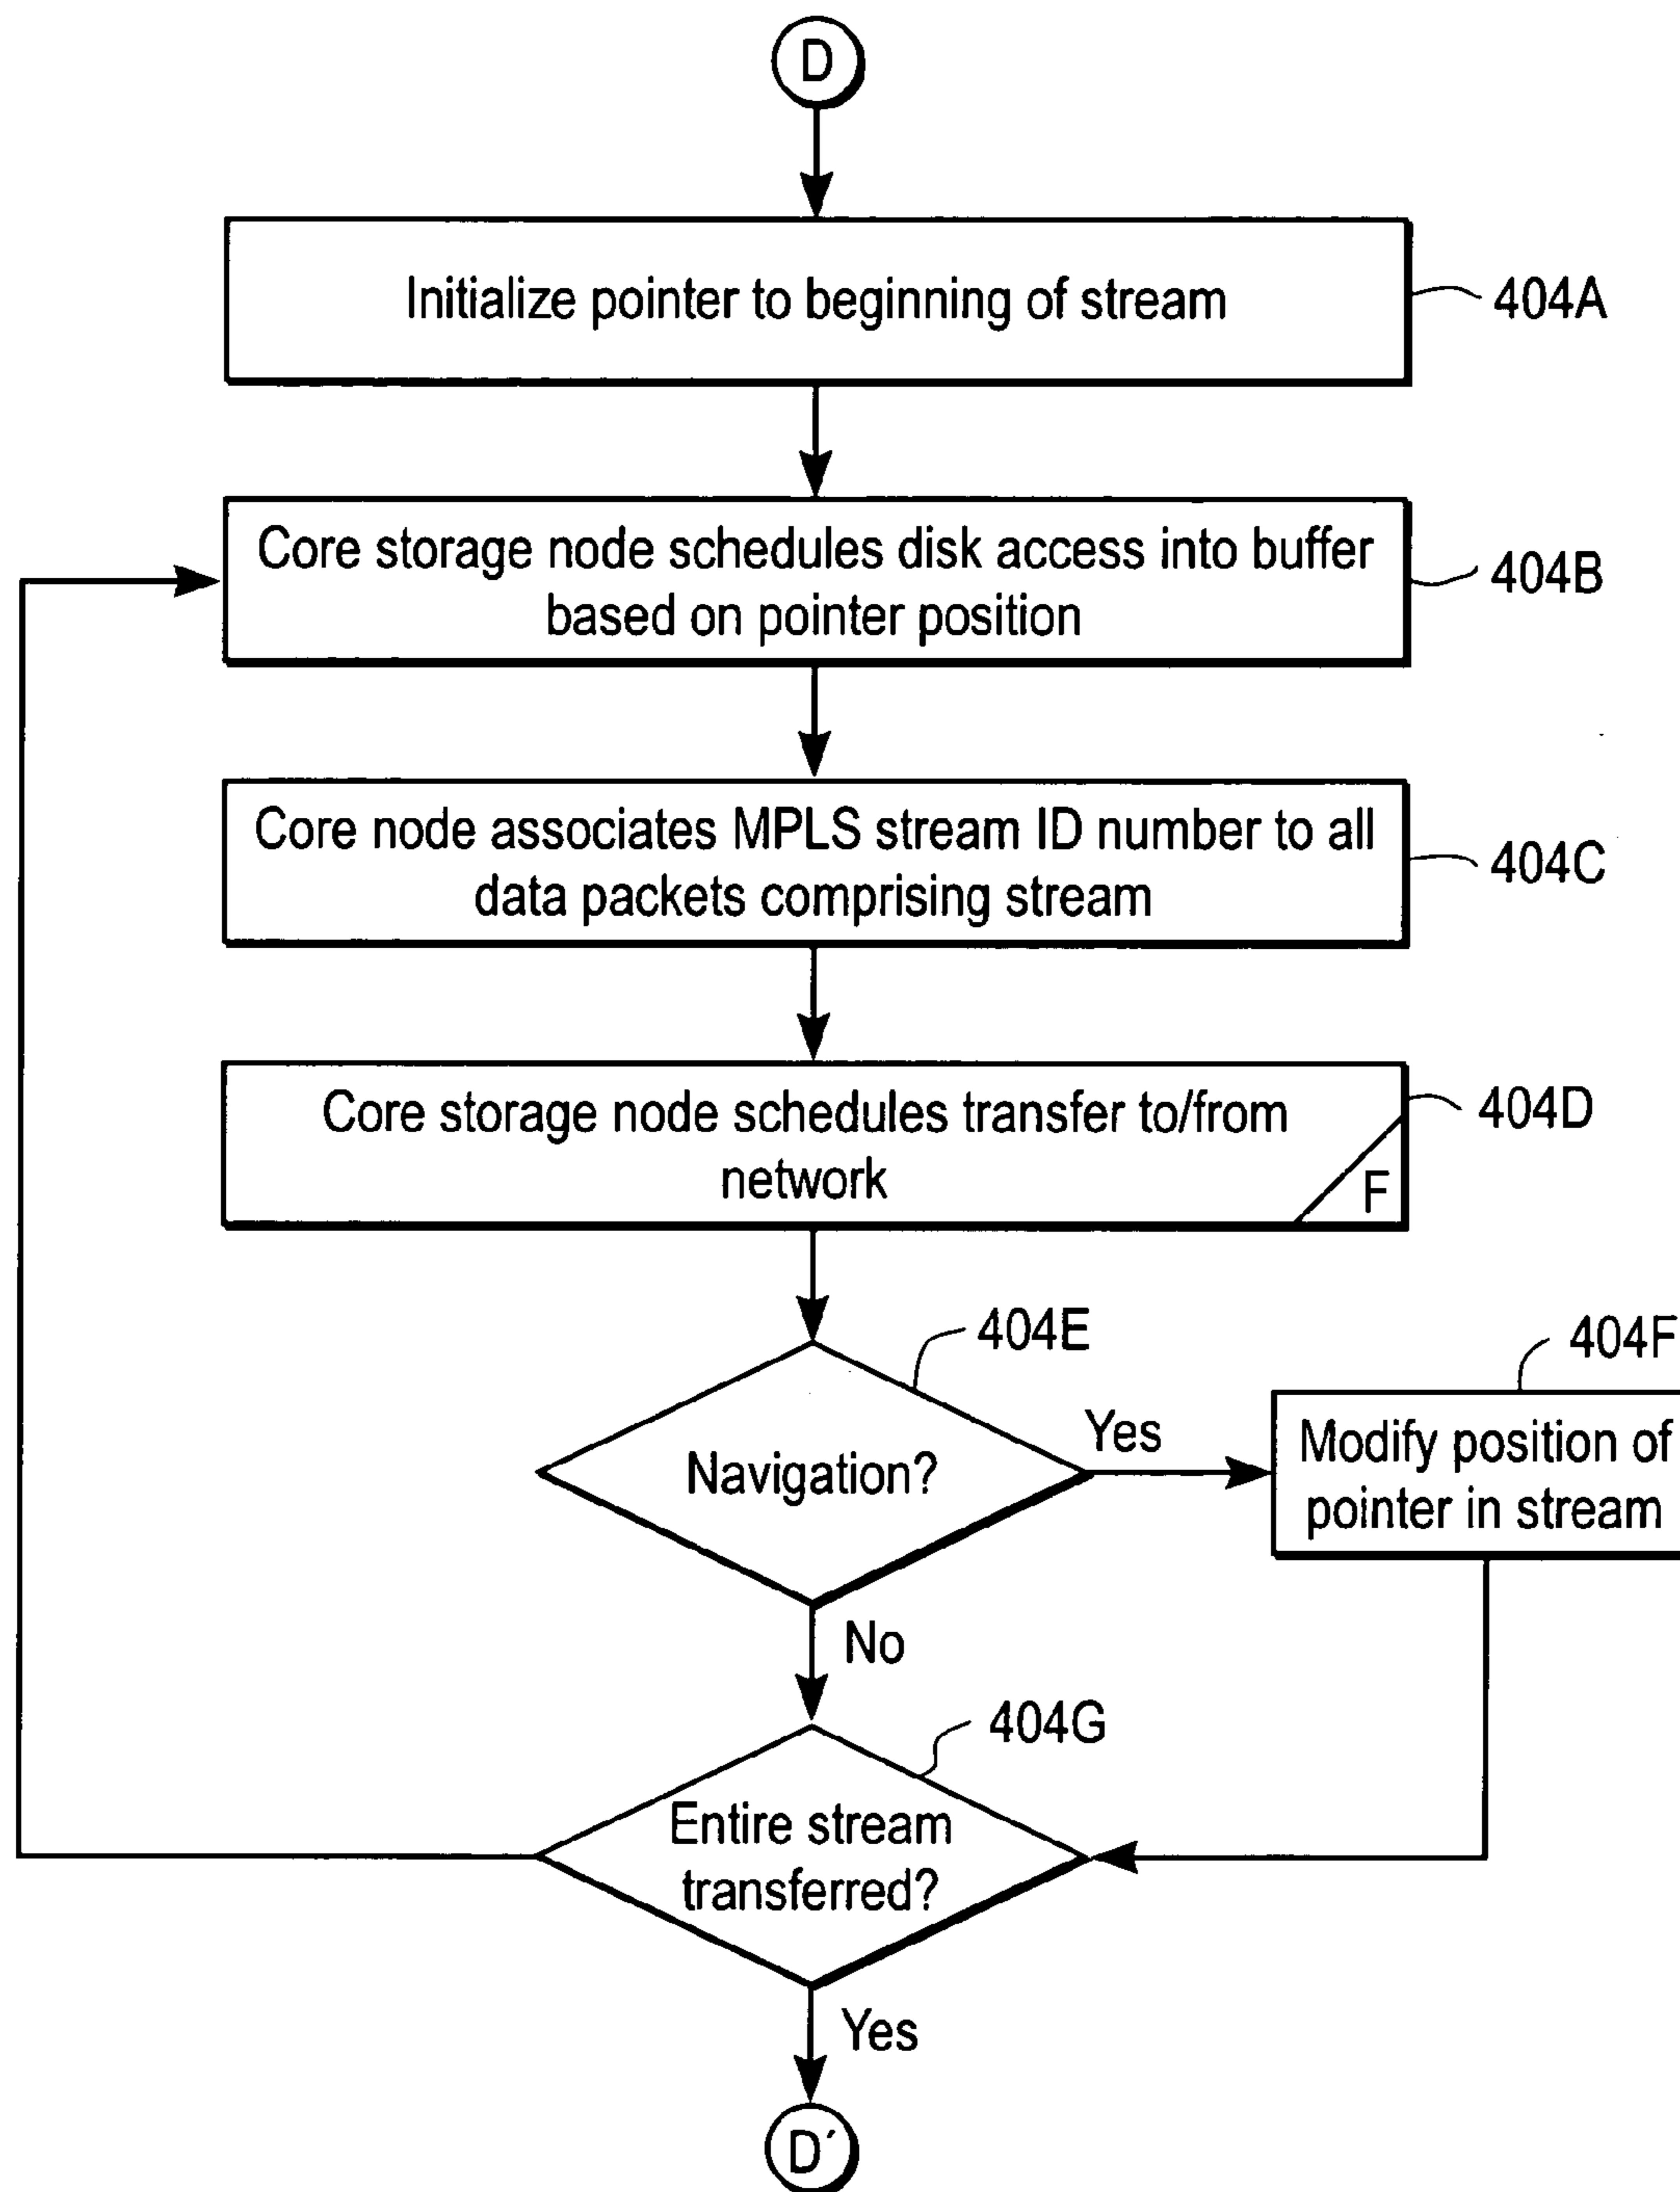 D
Initialize pointer to beginning of stream
404A
Core storage node schedules disk access into buffer
based on pointer position
404B
Core node associates MPLS stream ID number to all
data packets comprising stream
404C
Core storage node schedules transfer to/from
network
F
404D
404E
Navigation?
Yes
404F
Modify position of
pointer in stream
No
404G
Entire stream
transferred?
Yes
D´